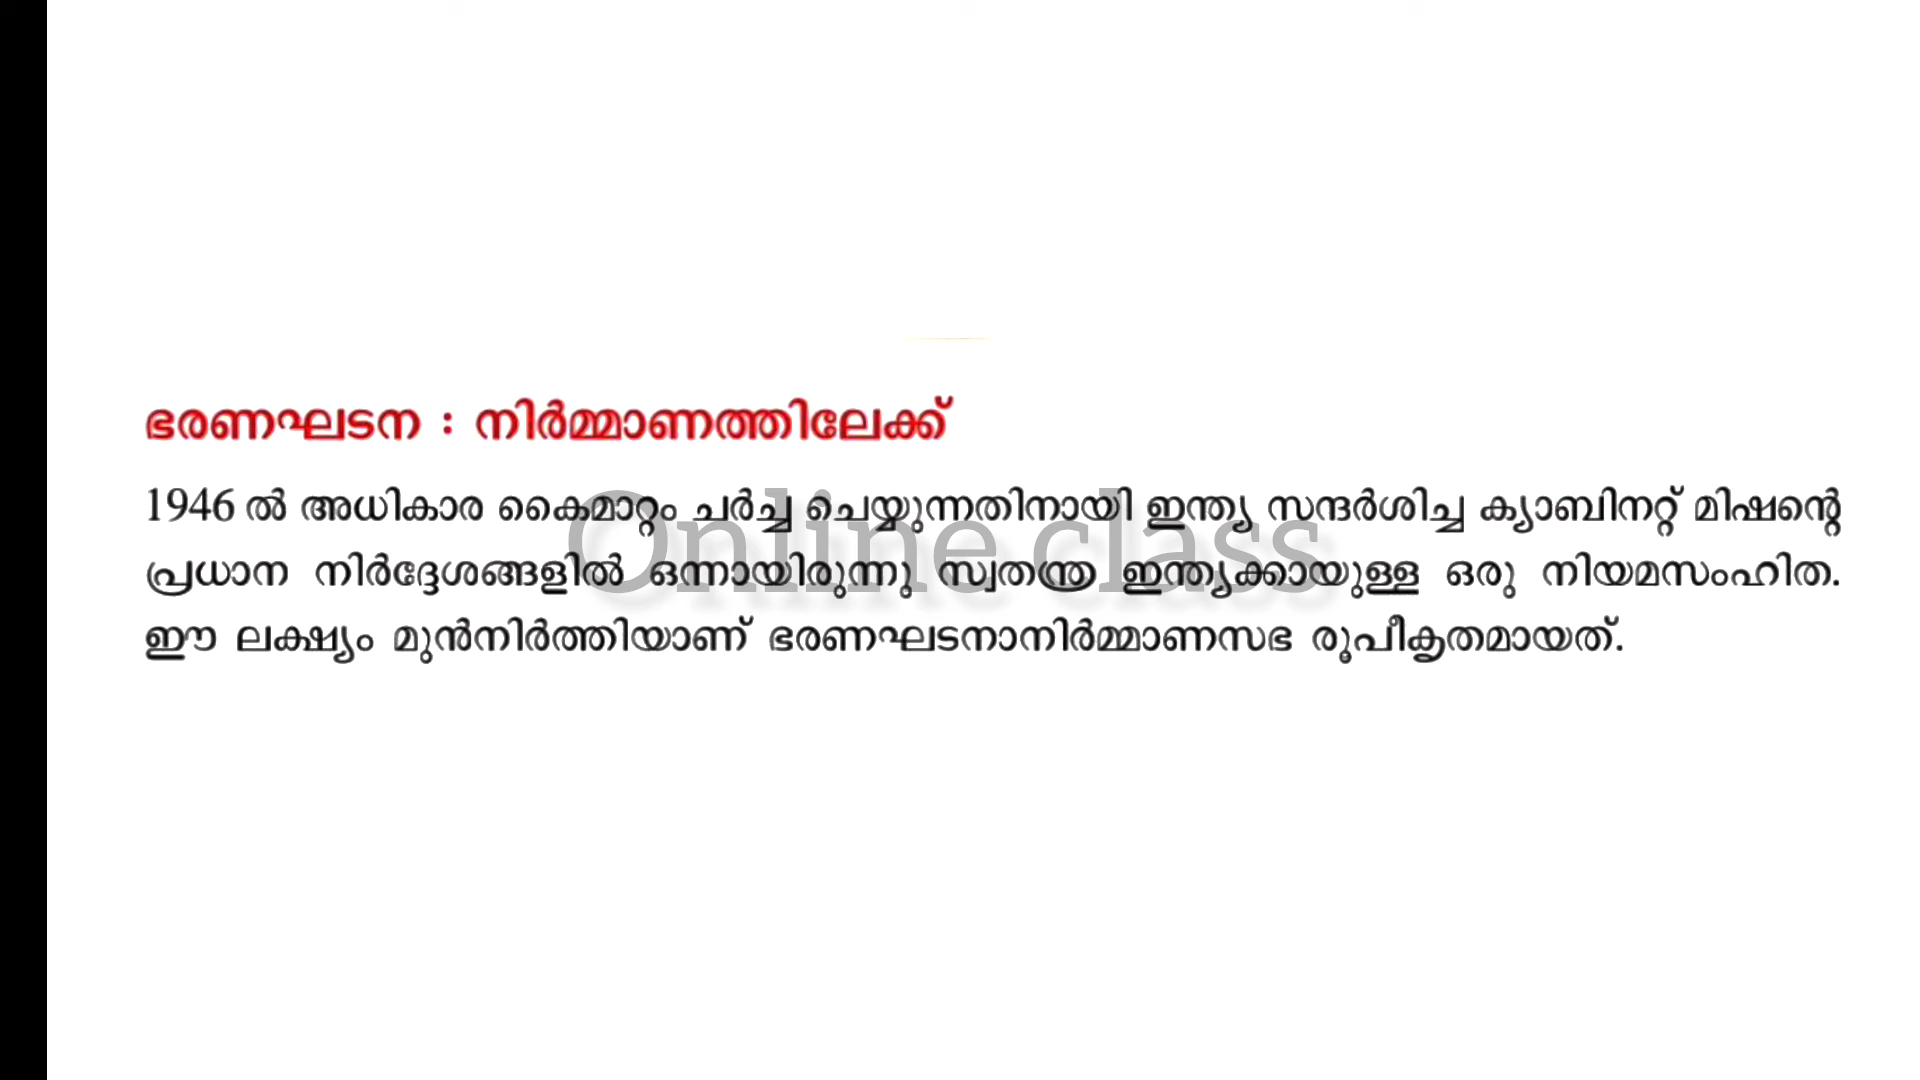 ഭരണഘടന : നിർമ്മാണത്തിലേക്ക്
1946 ൽ അധികാര കൈമാറ്റം ചർച്ച ചെയ്യുന്നതിനായി ഇന്ത്യ സന്ദർശിച്ച ക്യാബിനറ്റ് മിഷന്റെ
പ്രധാന നിർദ്ദേശങ്ങളിൽ ഒന്നായിരുന്നു സ്വതന്ത്ര ഇന്ത്യക്കായുള്ള ഒരു നിയമസംഹിത.
ഈ ലക്ഷ്യം മുൻനിർത്തിയാണ് ഭരണഘടനാനിർമ്മാണസഭ രൂപീകൃതമായത്.
Online class